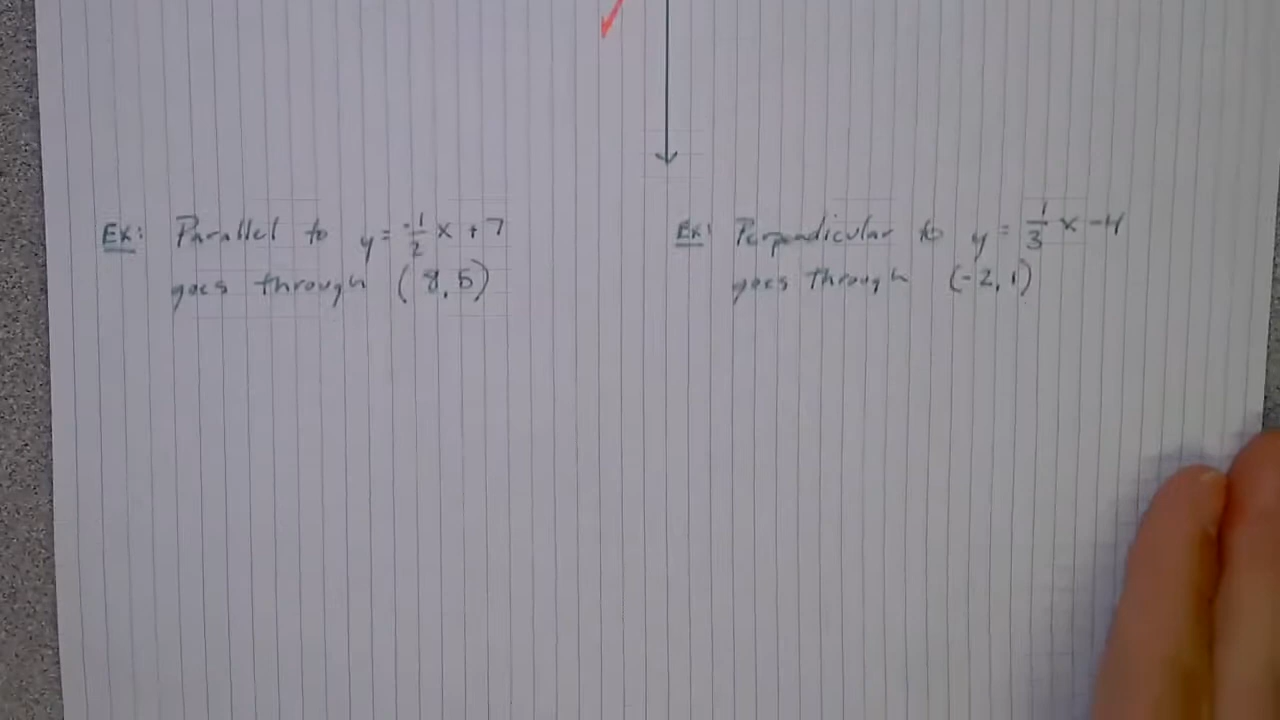 Ex: Parallel to y = -1/2 x + 7
goes through (8, 5)
Ex: Perpendicular to y = 1/3 x - 4
goes through (-2, 1)